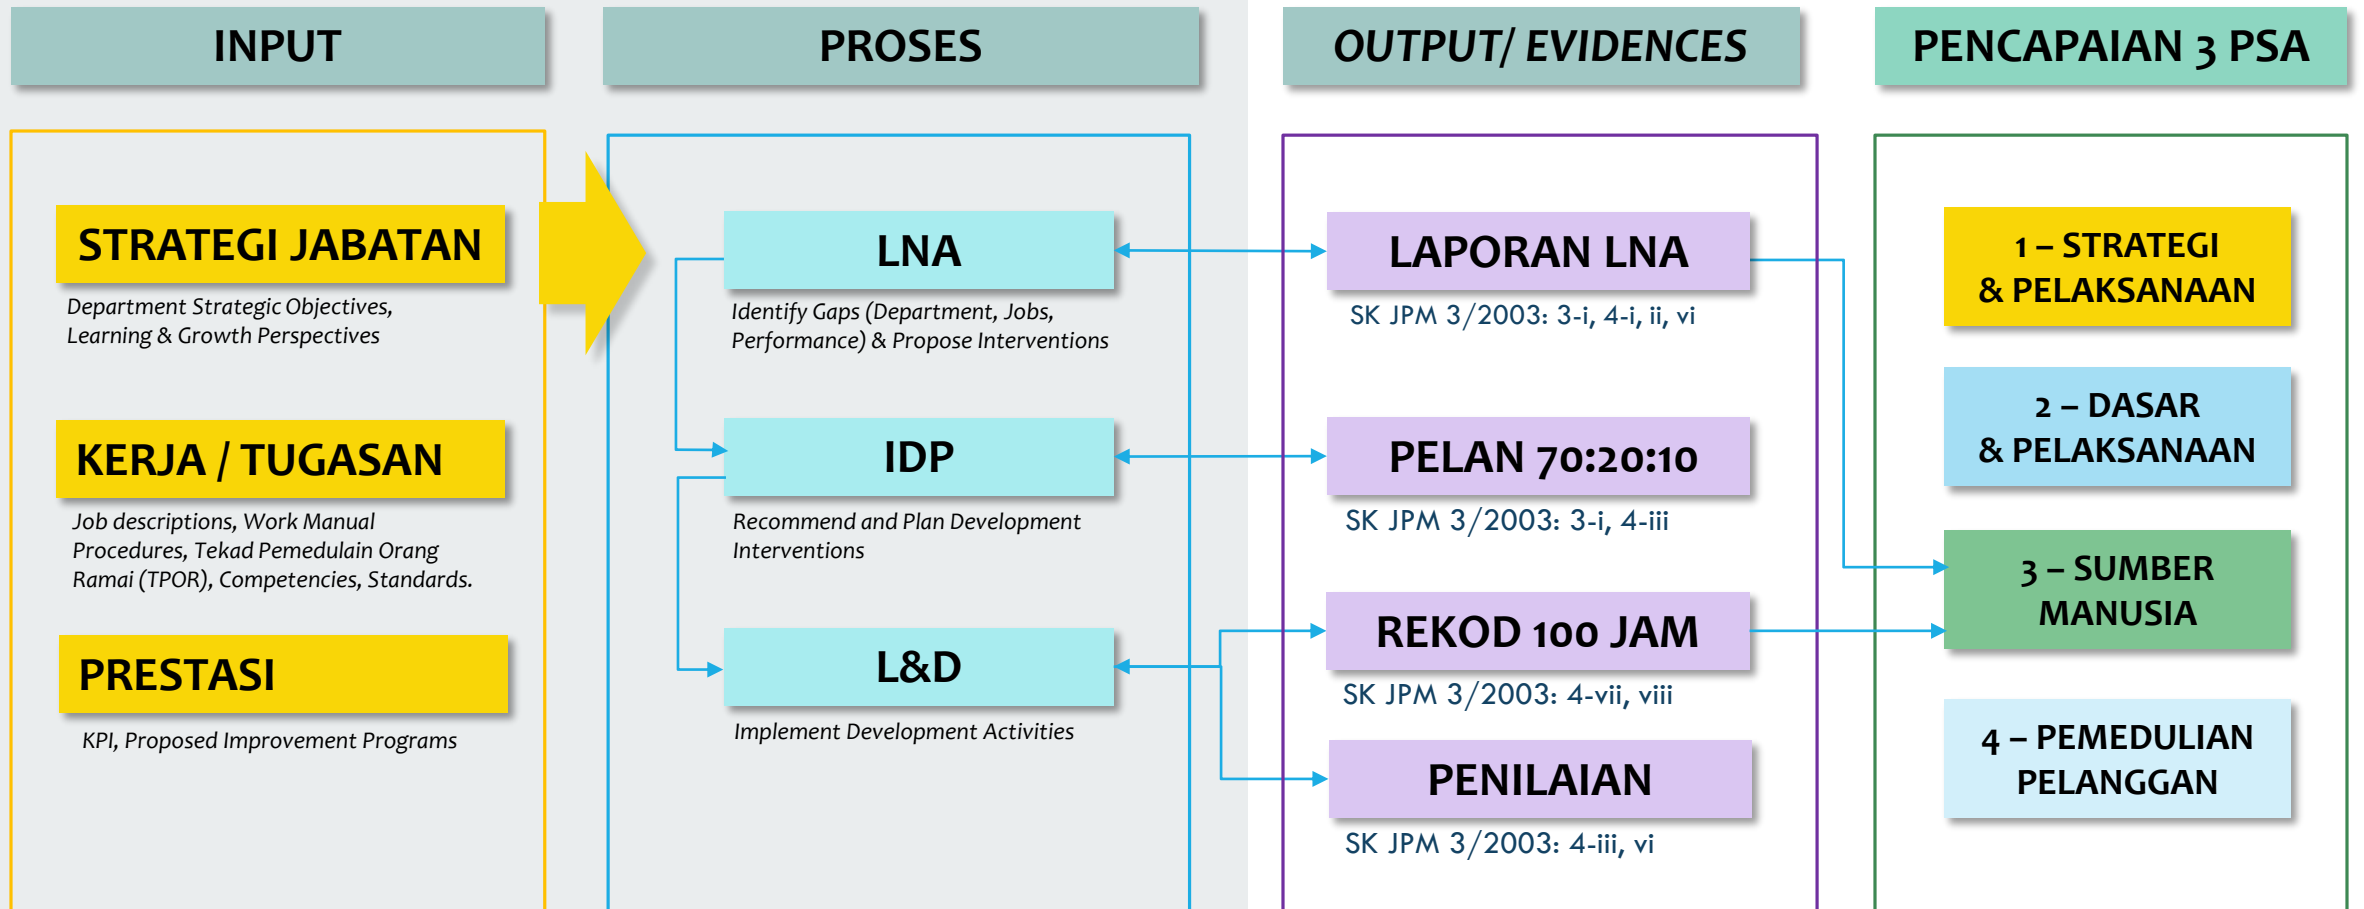 INPUT
STRATEGI JABATAN
Department Strategic Objectives,
Learning & Growth Perspectives
KERJA / TUGASAN
Job descriptions, Work Manual
Procedures, Tekad Pemedulain Orang
Ramai (TPOR), Competencies, Standards.
PRESTASI
KPI, Proposed Improvement Programs
PROSES
LNA
Identify Gaps (Department, Jobs,
Performance) & Propose Interventions
IDP
Recommend and Plan Development
Interventions
L&D
Implement Development Activities
OUTPUT/ EVIDENCES
LAPORAN LNA
SK JPM 3/2003: 3-i, 4-i, ii, vi
PELAN 70:20:10
SK JPM 3/2003: 3-i, 4-iii
REKOD 100 JAM
SK JPM 3/2003: 4-vii, viii
PENILAIAN
SK JPM 3/2003: 4-iii, vi
PENCAPAIAN 3 PSA
1 – STRATEGI
& PELAKSANAAN
2 – DASAR
& PELAKSANAAN
3 – SUMBER
MANUSIA
4 – PEMEDULIAN
PELANGGAN